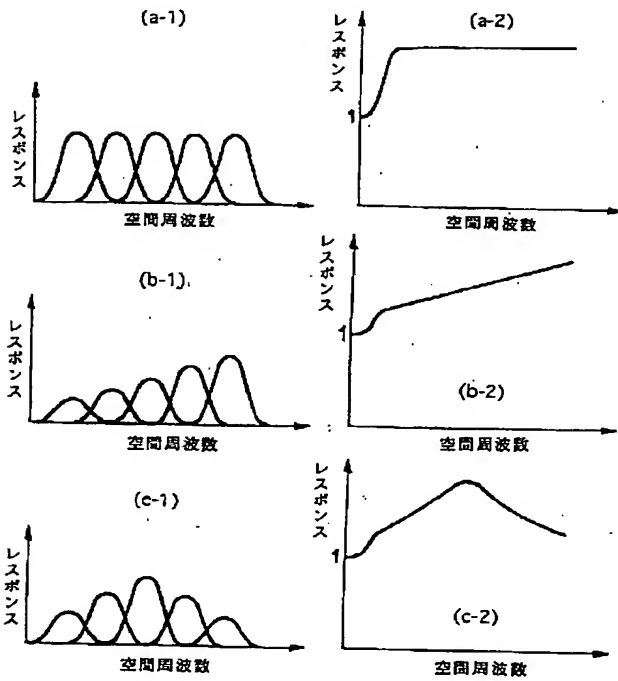 (a-1)
レスポンス
空間周波数
(a-2)
レスポンス
1
空間周波数
(b-1)
レスポンス
空間周波数
レスポンス
1
(b-2)
空間周波数
(c-1)
レスポンス
空間周波数
レスポンス
1
(c-2)
空間周波数